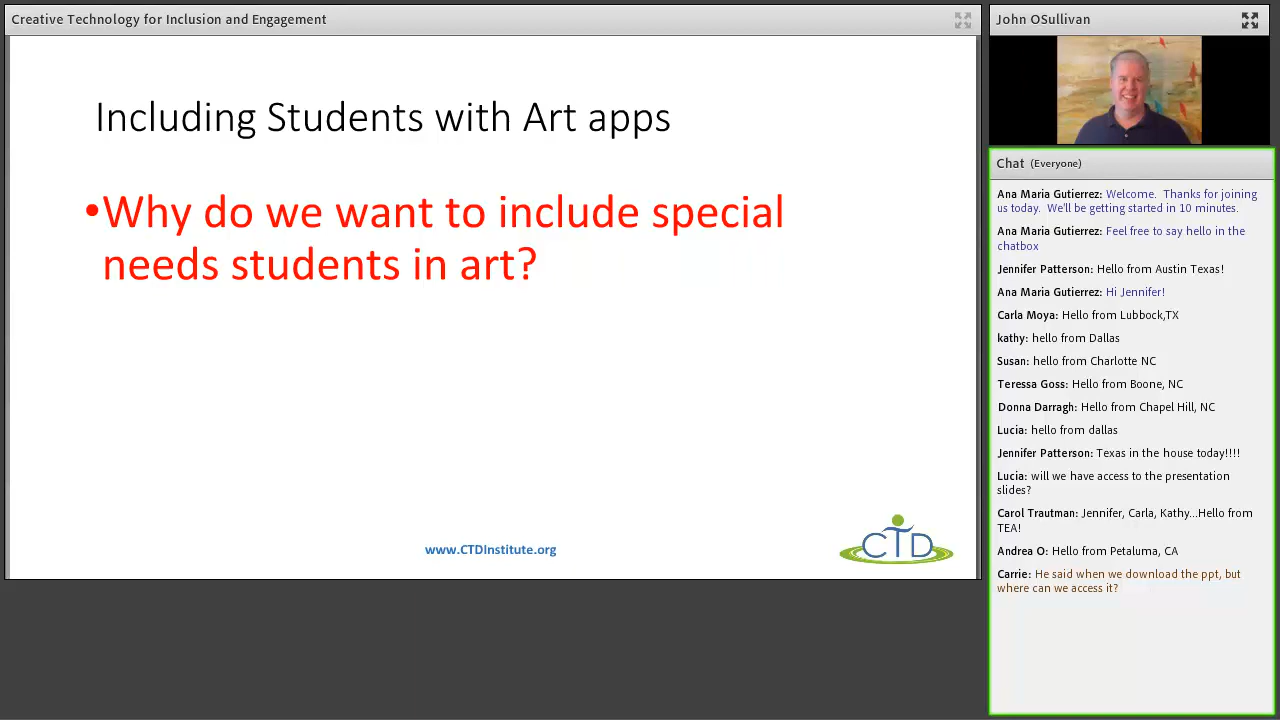 Creative Technology for Inclusion and Engagement
Including Students with Art apps
•Why do we want to include special
needs students in art?
www.CTDInstitute.org
CTD
John OSullivan
Chat (Everyone)
Ana Maria Gutierrez: Welcome. Thanks for joining
us today. We'll be getting started in 10 minutes.
Ana Maria Gutierrez: Feel free to say hello in the
chatbox
Jennifer Patterson: Hello from Austin Texas!
Ana Maria Gutierrez: Hi Jennifer!
Carla Moya: Hello from Lubbock,TX
kathy: hello from Dallas
Susan: hello from Charlotte NC
Teressa Goss: Hello from Boone, NC
Donna Darragh: Hello from Chapel Hill, NC
Lucia: hello from dallas
Jennifer Patterson: Texas in the house today!!!!
Lucia: will we have access to the presentation
slides?
Carol Trautman: Jennifer, Carla, Kathy...Hello from
TEA!
Andrea O: Hello from Petaluma, CA
Carrie: He said when we download the ppt, but
where can we access it?